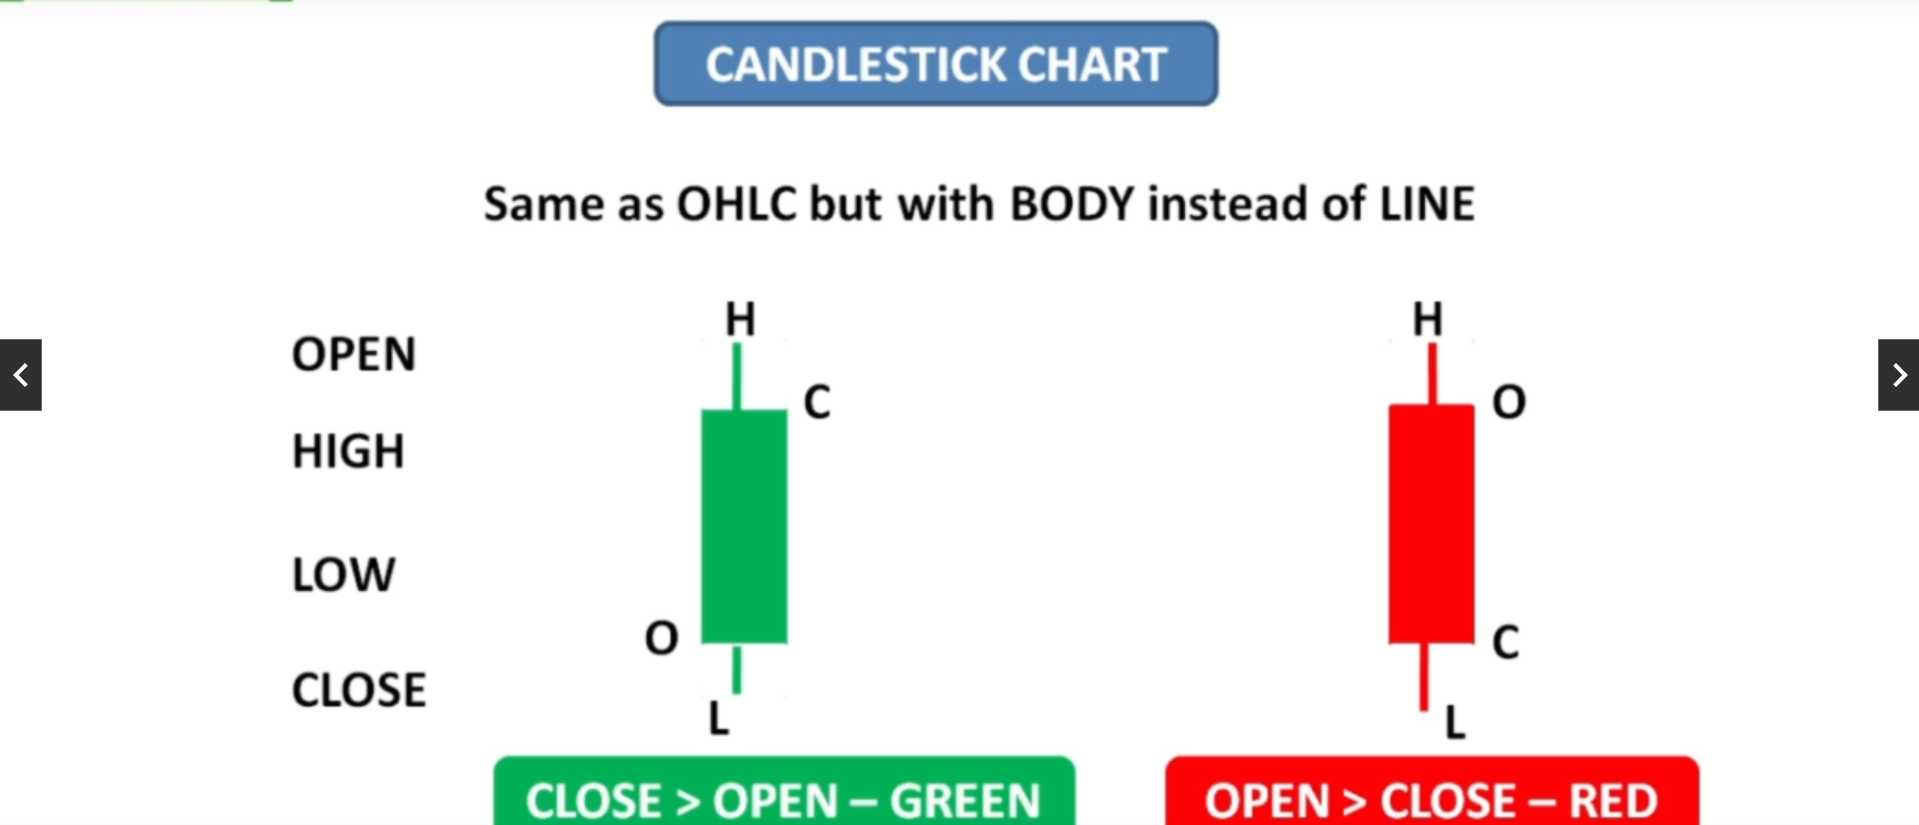 CANDLESTICK CHART
Same as OHLC but with BODY instead of LINE
OPEN
HIGH
LOW
CLOSE
H
C
O
L
CLOSE > OPEN – GREEN
H
O
C
L
OPEN > CLOSE – RED